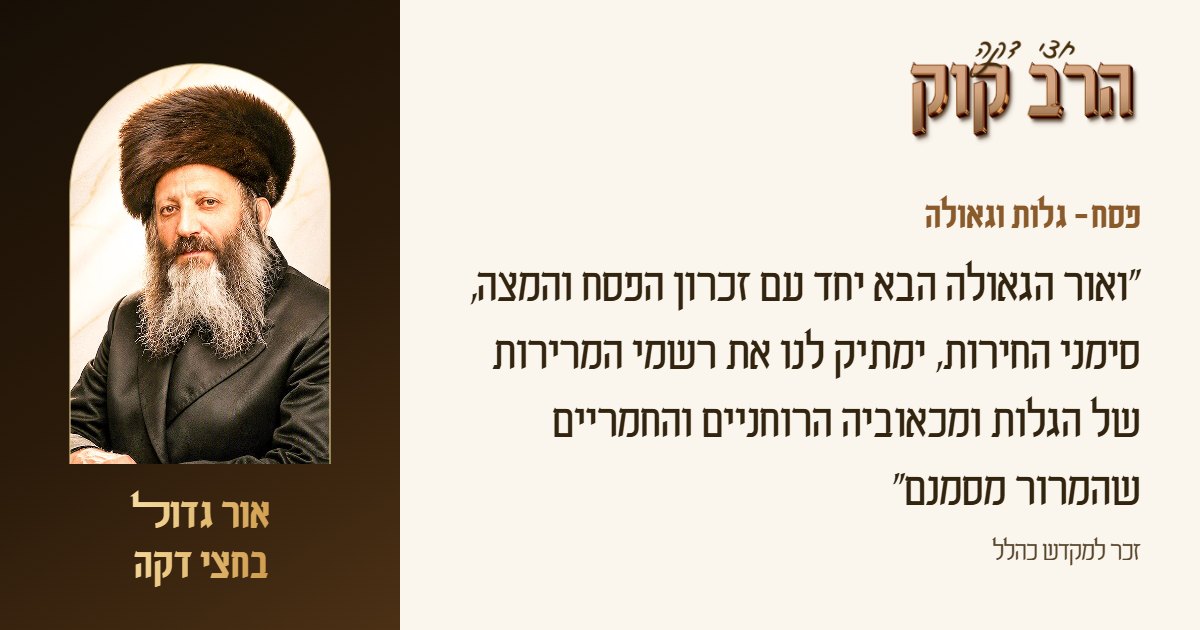 חצי דקה
הרב קוק
פסח - גלות וגאולה
"ואור הגאולה הבא יחד עם זכרון הפסח והמצה,
סימני החירות, ימתיק לנו את רשמי המרירות
של הגלות ומכאוביה הרוחניים והחמריים
שהמרור מסמנם"
זכר למקדש כהלל
אור גדול
בחצי דקה